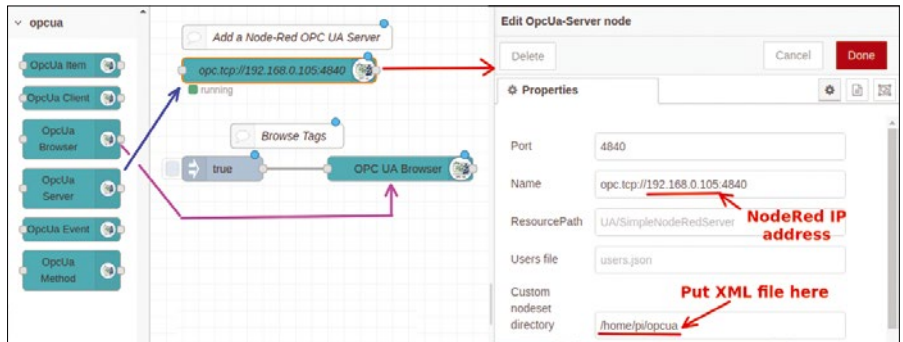 opcua
OpcUa Item
OpcUa Client
OpcUa
Browser
OpcUa
Server
OpcUa Event
OpcUa
Method
Add a Node-Red OPC UA Server
opc.tcp://192.168.0.105:4840
running
Browse Tags
true
OPC UA Browser
Edit OpcUa-Server node
Delete
Cancel
Done
Properties
Port
4840
Name
opc.tcp://192.168.0.105:4840
NodeRed IP
address
ResourcePath
UA/SimpleNodeRedServer
Users file
users.json
Put XML file here
Custom
nodeset
directory
/home/pi/opcua